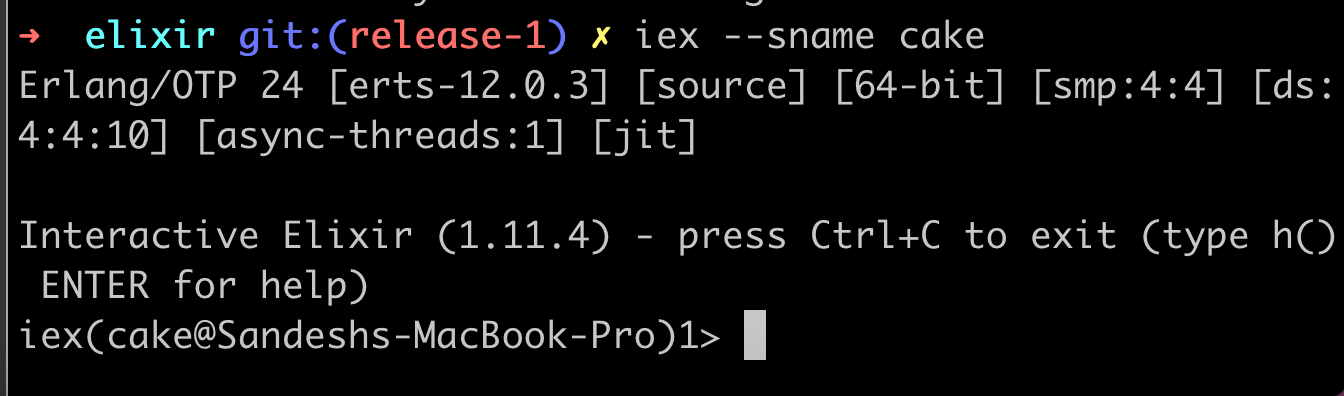 ➜  elixir git:(release-1) ✗ iex --sname cake
Erlang/OTP 24 [erts-12.0.3] [source] [64-bit] [smp:4:4] [ds:
4:4:10] [async-threads:1] [jit]
Interactive Elixir (1.11.4) - press Ctrl+C to exit (type h()
 ENTER for help)
iex(cake@Sandeshs-MacBook-Pro)1>